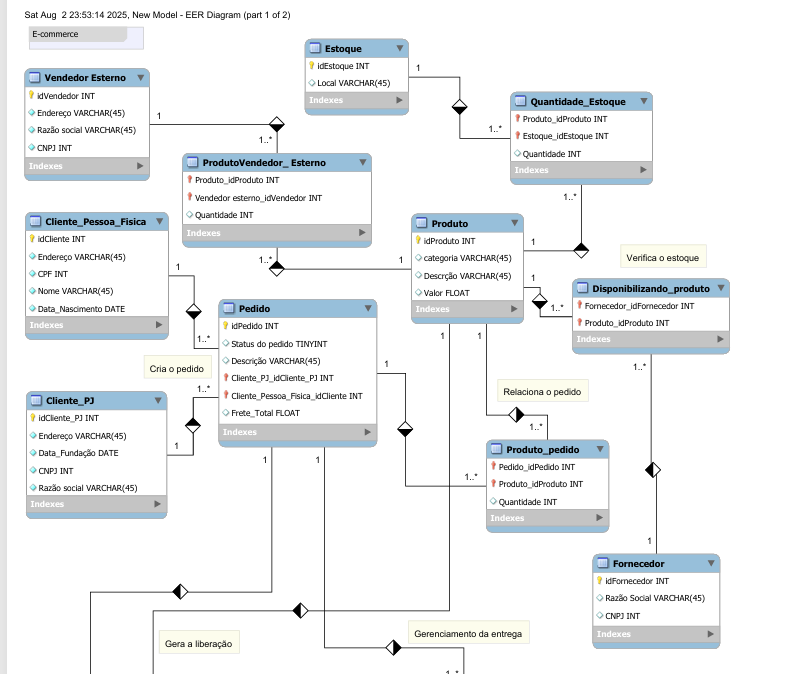 Sat Aug 2 23:53:14 2025, New Model - EER Diagram (part 1 of 2)
E-commerce
Estoque
idEstoque INT
Local VARCHAR(45)
Indexes
1
1..*
Vendedor Esterno
idVendedor INT
Endereço VARCHAR(45)
Razão social VARCHAR(45)
CNPJ INT
Indexes
1
1..*
Quantidade_Estoque
Produto_idProduto INT
Estoque_idEstoque INT
Quantidade INT
Indexes
1..*
ProdutoVendedor_ Esterno
Produto_idProduto INT
Vendedor esterno_idVendedor INT
Quantidade INT
Indexes
1..*
1
Cliente_Pessoa_Fisica
idCliente INT
Endereço VARCHAR(45)
CPF INT
Nome VARCHAR(45)
Data_Nascimento DATE
Indexes
1
1..*
Produto
idProduto INT
categoria VARCHAR(45)
Descrção VARCHAR(45)
Valor FLOAT
Indexes
1
1
1..*
1
1
Verifica o estoque
Disponibilizando_produto
Fornecedor_idFornecedor INT
Produto_idProduto INT
Indexes
1..*
Pedido
idPedido INT
Status do pedido TINYINT
Descrição VARCHAR(45)
Cliente_PJ_idCliente_PJ INT
Cliente_Pessoa_Fisica_idCliente INT
Frete_Total FLOAT
Indexes
1
1
1
Cria o pedido
1..*
Cliente_PJ
idCliente_PJ INT
Endereço VARCHAR(45)
Data_Fundação DATE
CNPJ INT
Razão social VARCHAR(45)
Indexes
1
Relaciona o pedido
1..*
Produto_pedido
Pedido_idPedido INT
Produto_idProduto INT
Quantidade INT
Indexes
1..*
1
Fornecedor
idFornecedor INT
Razão Social VARCHAR(45)
CNPJ INT
Indexes
Gera a liberação
Gerenciamento da entrega
1..*